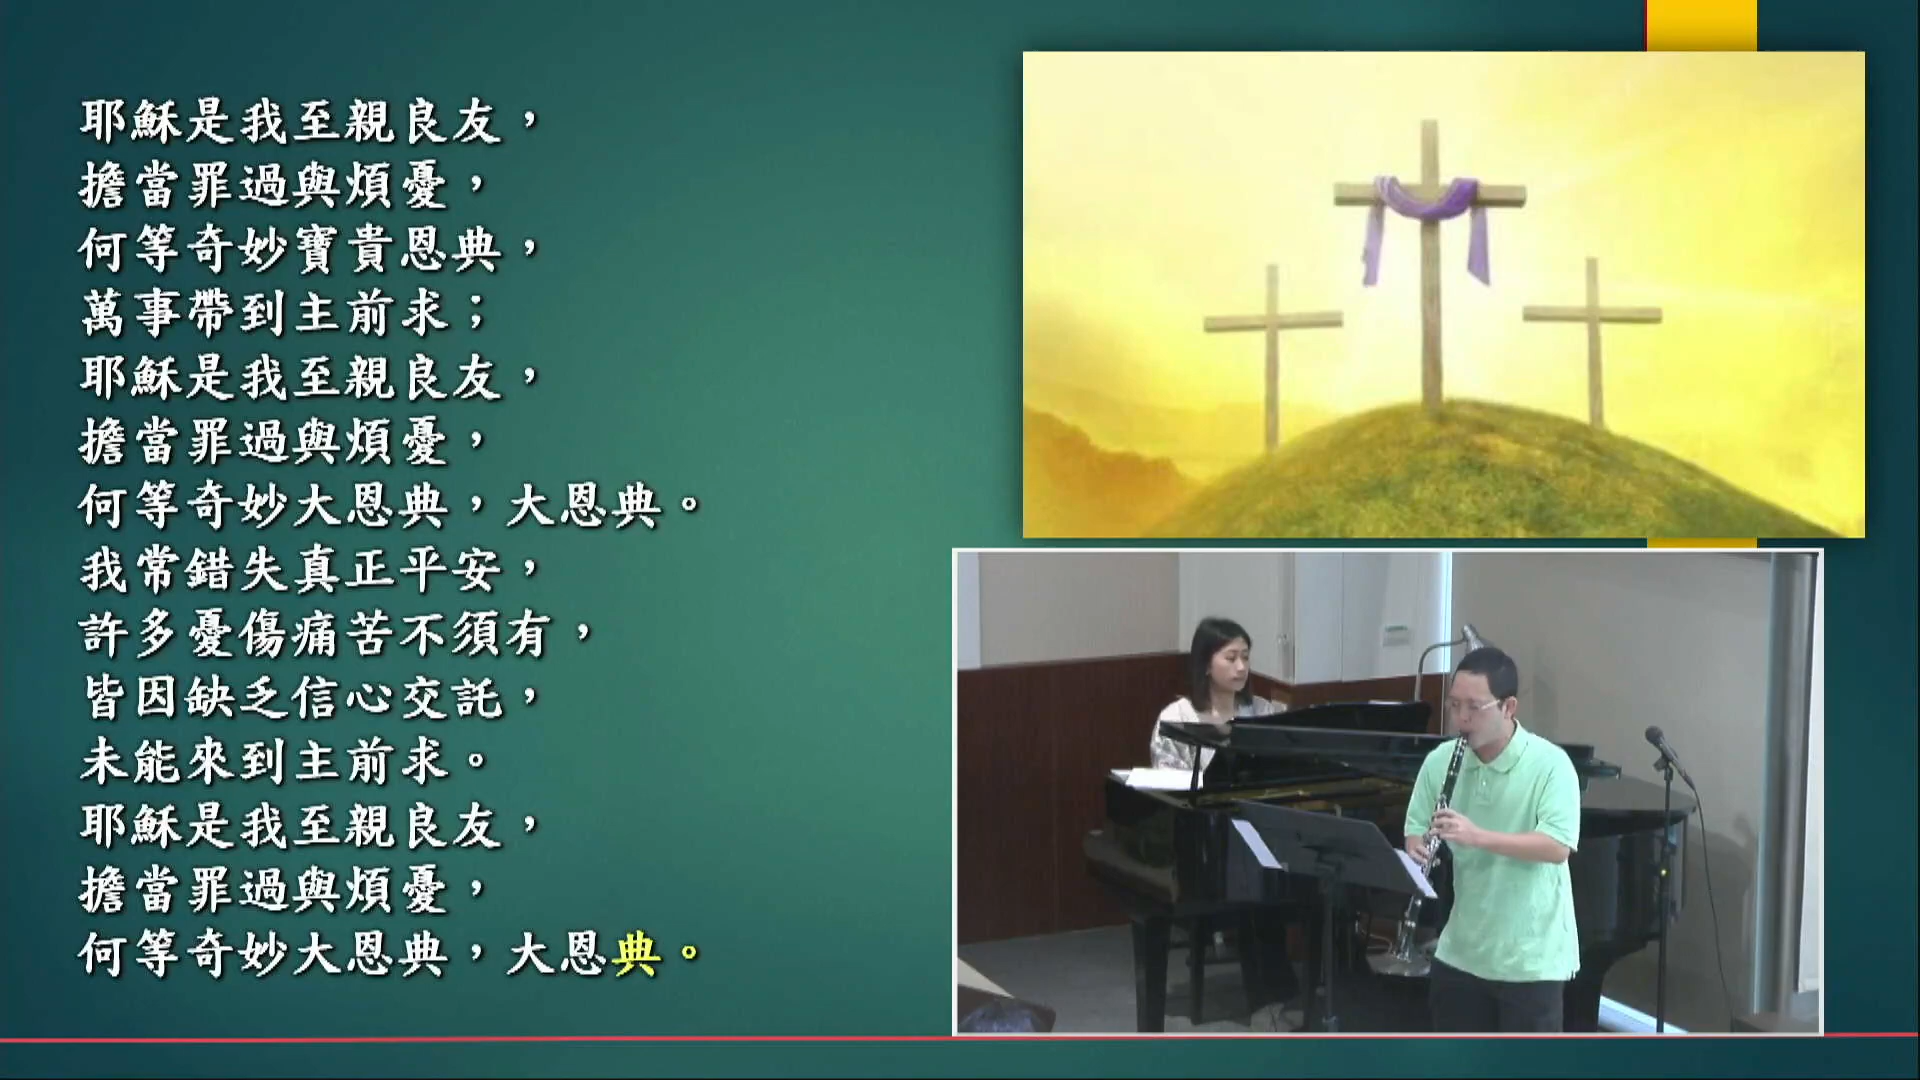 耶穌是我至親良友，
擔當罪過與煩憂，
何等奇妙寶貴恩典，
萬事帶到主前求；
耶穌是我至親良友，
擔當罪過與煩憂，
何等奇妙大恩典，大恩典。
我常錯失真正平安，
許多憂傷痛苦不須有，
皆因缺乏信心交託，
未能來到主前求。
耶穌是我至親良友，
擔當罪過與煩憂，
何等奇妙大恩典，大恩典。